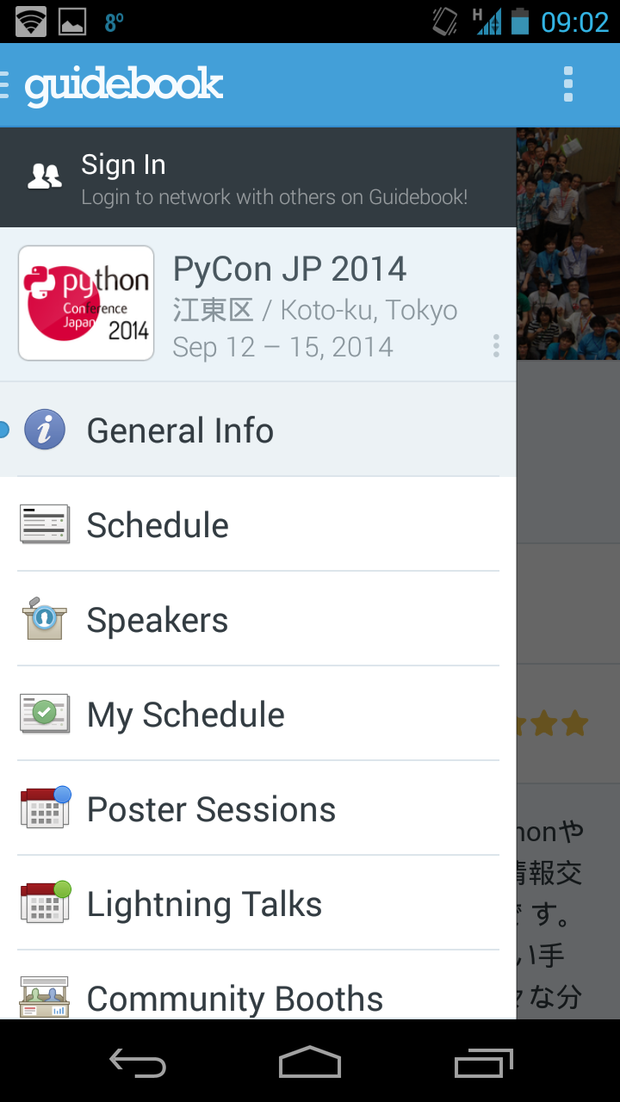 8°
H
09:02
guidebook
Sign In
Login to network with others on Guidebook!
python
Conference
Japan
2014
PyCon JP 2014
江東区 / Koto-ku, Tokyo
Sep 12 – 15, 2014
General Info
Schedule
Speakers
My Schedule
Poster Sessions
Lightning Talks
Community Booths
honや
情報交
です。
い手
々な分